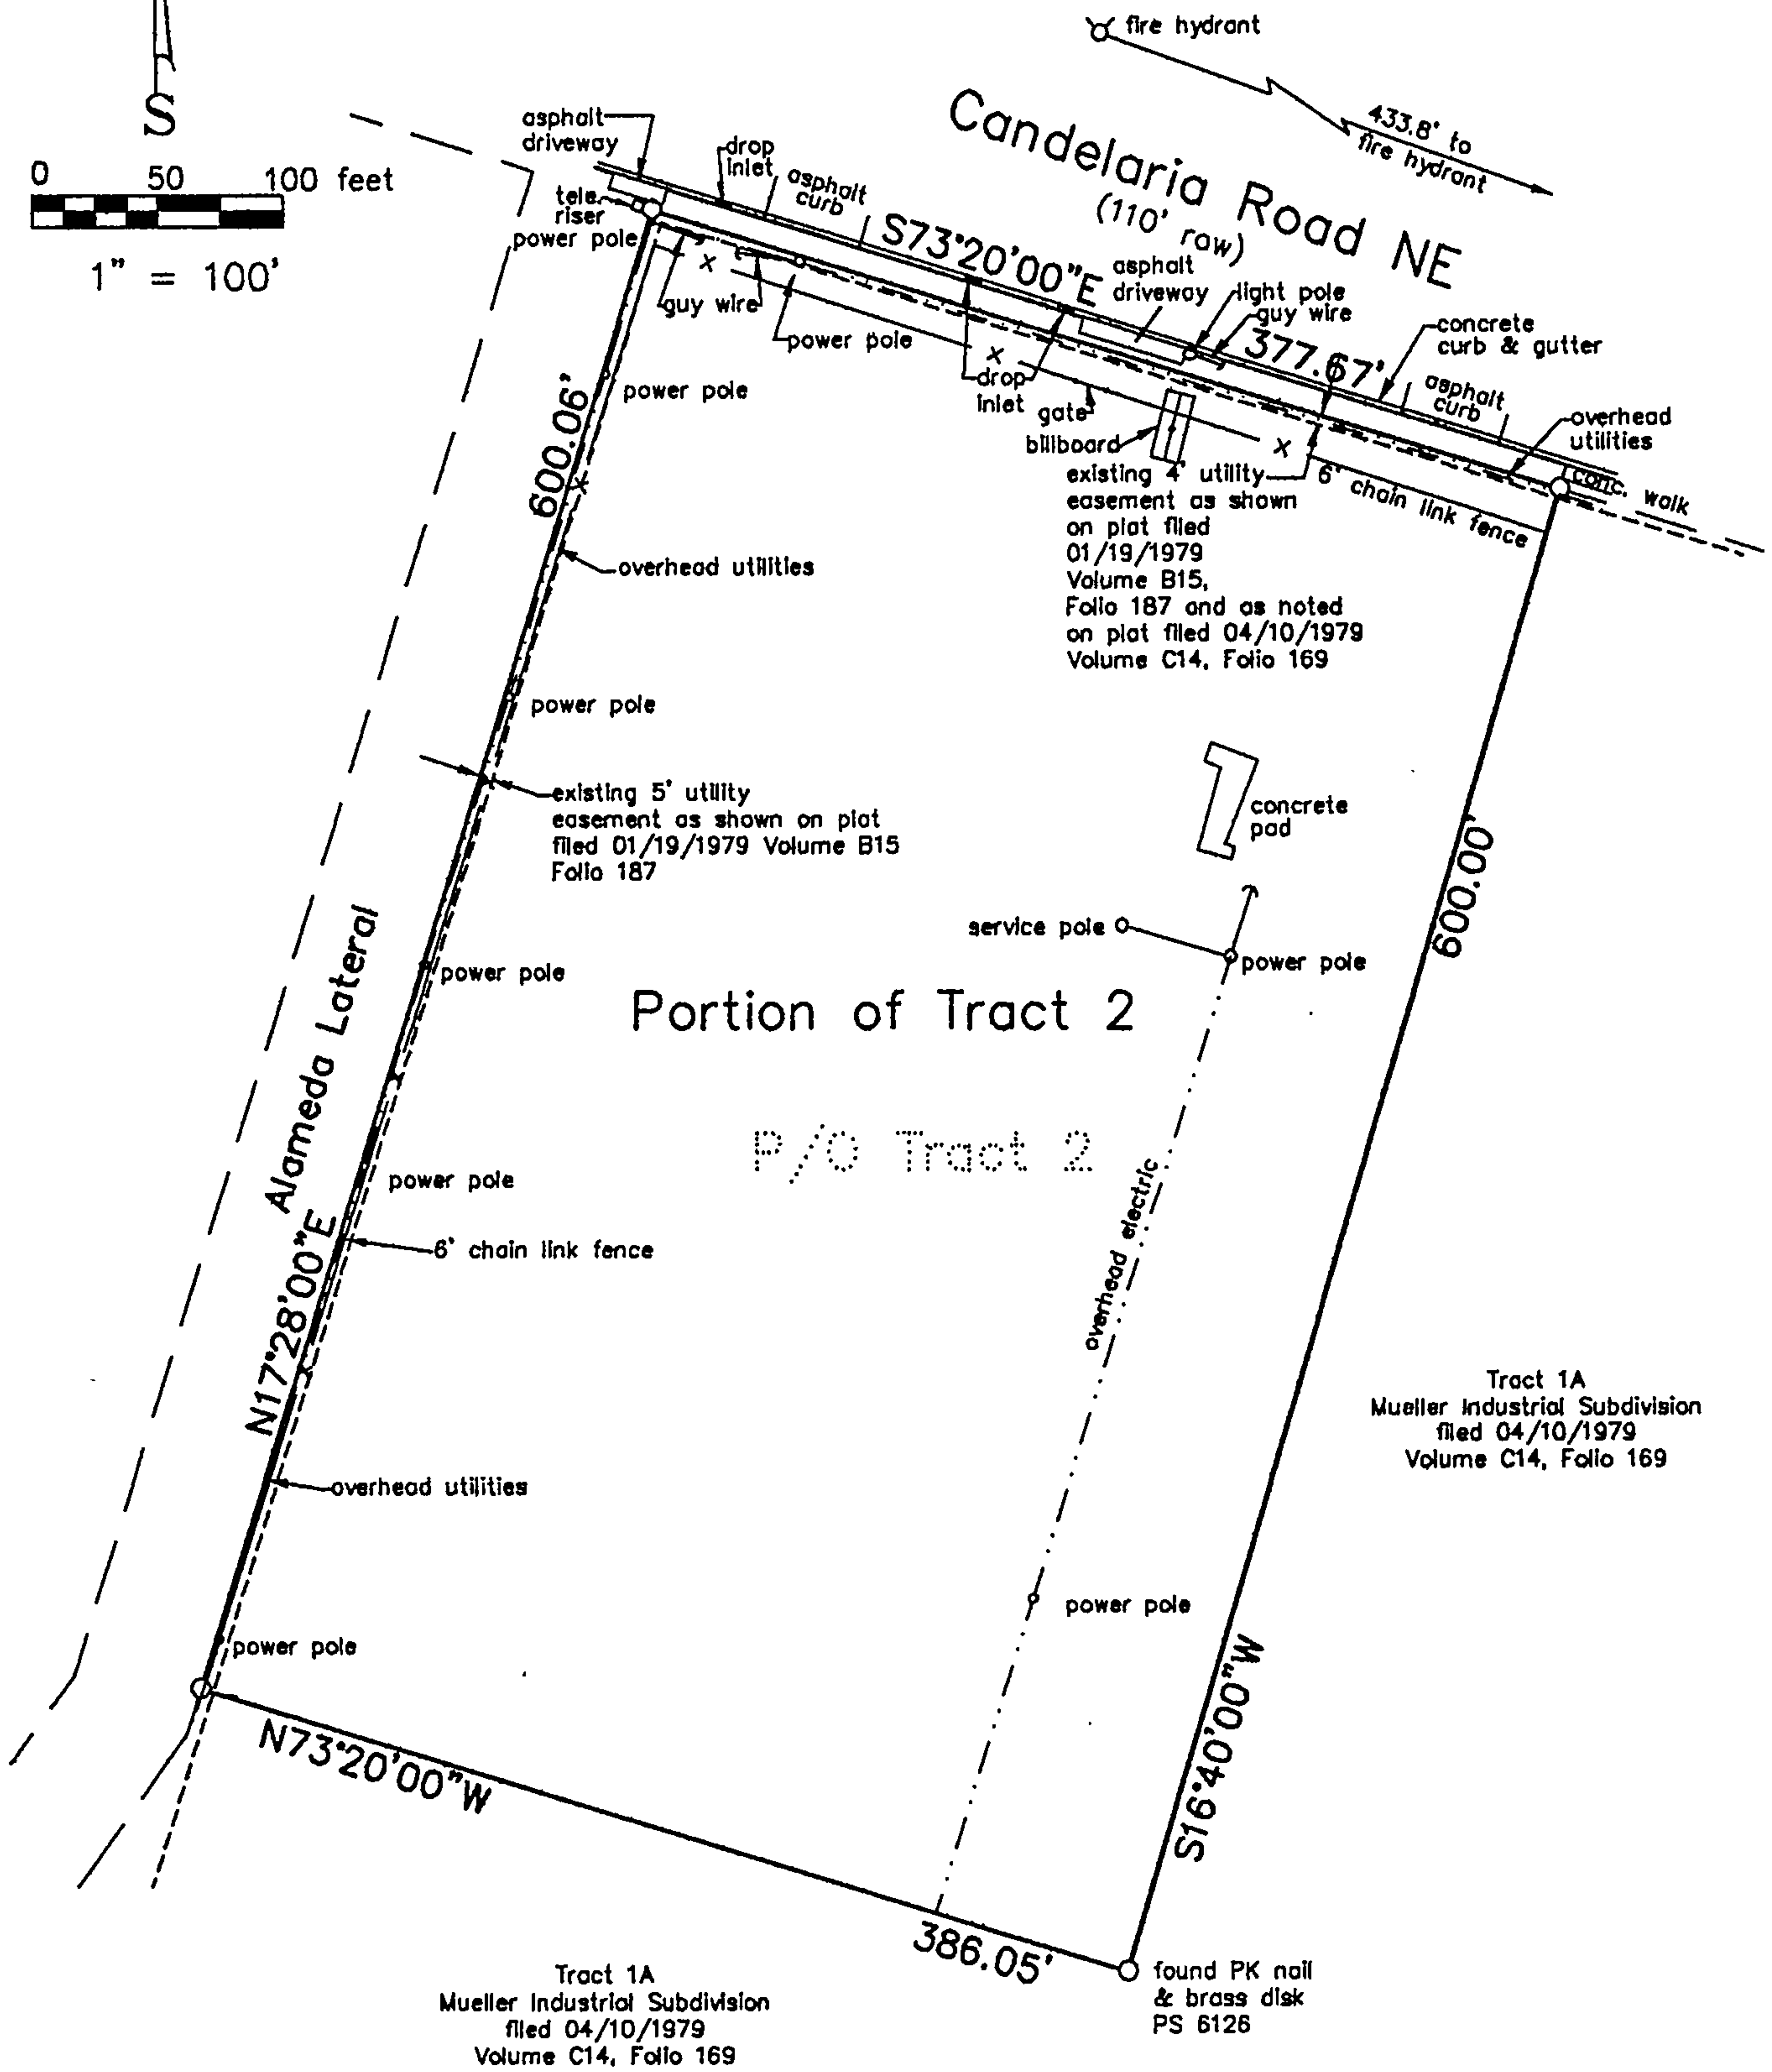 fire hydrant
S
0 50 100 feet
1" = 100'
433.8' to
fire hydrant
Candelaria Road NE
(110' raw)
asphalt
driveway
drop
inlet
asphalt
curb
tele.
riser
power pole
S73°20'00"E
377.67'
asphalt
driveway
light pole
guy wire
concrete
curb & gutter
asphalt
curb
overhead
utilities
conc. walk
guy wire
x
power pole
x
drop
inlet
gate
billboard
x
6' chain link fence
existing 4' utility
easement as shown
on plat filed
01/19/1979
Volume B15,
Folio 187 and as noted
on plat filed 04/10/1979
Volume C14, Folio 169
power pole
600.06'
x
overhead utilities
power pole
existing 5' utility
easement as shown on plat
filed 01/19/1979 Volume B15
Folio 187
concrete
pad
600.00'
service pole
power pole
power pole
Alameda Lateral
Portion of Tract 2
P/O Tract 2
power pole
6' chain link fence
N17°28'00"E
overhead electric
Tract 1A
Mueller Industrial Subdivision
filed 04/10/1979
Volume C14, Folio 169
overhead utilities
power pole
power pole
S16°40'00"W
N73°20'00"W
386.05'
found PK nail
& brass disk
PS 6126
Tract 1A
Mueller Industrial Subdivision
filed 04/10/1979
Volume C14, Folio 169